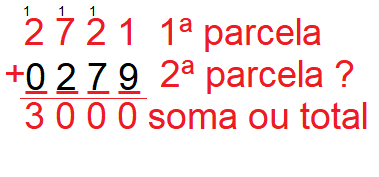 1 1 1
2 7 2 1 1ª parcela
+0 2 7 9 2ª parcela ?
3 0 0 0 soma ou total